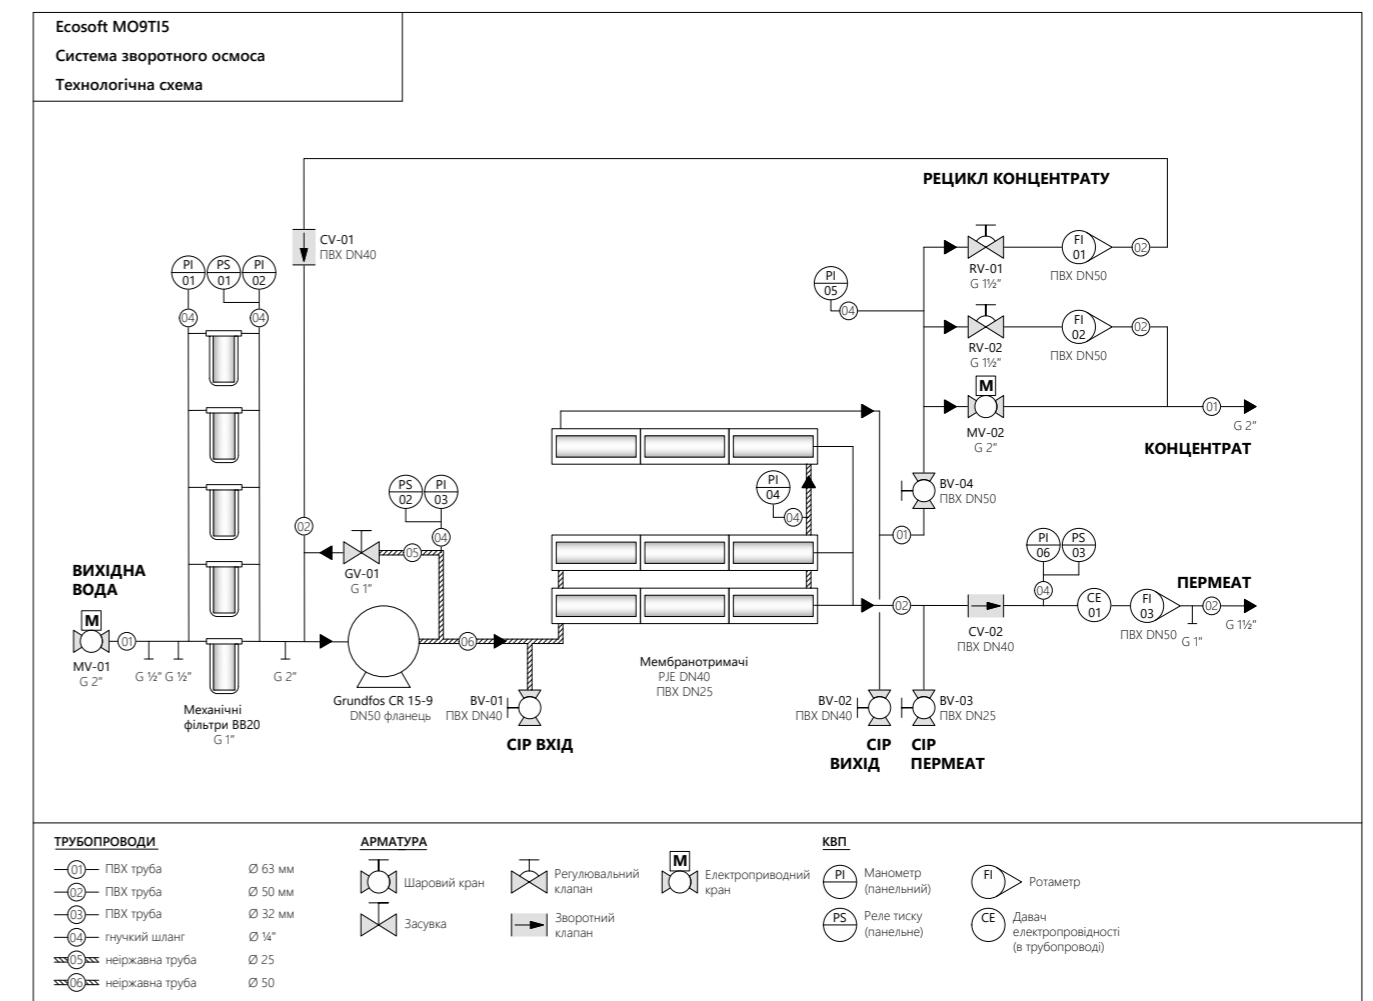 Ecosoft MO9TI5
Система зворотного осмоса
Технологічна схема
РЕЦИКЛ КОНЦЕНТРАТУ
CV-01
ПВХ DN40
PI
01
PS
01
PI
02
04
04
RV-01
G 1½"
FI
01
02
ПВХ DN50
PI
05
04
RV-02
G 1½"
FI
02
02
ПВХ DN50
M
MV-02
G 2"
01
G 2"
КОНЦЕНТРАТ
BV-04
ПВХ DN50
01
PS
02
PI
03
04
PI
04
04
02
05
GV-01
G 1"
ВИХІДНА
ВОДА
M
MV-01
G 2"
01
G ½"
G ½"
G 2"
Механічні
фільтри BB20
G 1"
Grundfos CR 15-9
DN50 фланець
06
BV-01
ПВХ DN40
CIP ВХІД
Мембранотримачі
PJE DN40
ПВХ DN25
02
BV-02
ПВХ DN40
CIP
ВИХІД
BV-03
ПВХ DN25
CIP
ПЕРМЕАТ
CV-02
ПВХ DN40
PI
06
PS
03
04
CE
01
FI
03
ПВХ DN50
G 1"
02
ПЕРМЕАТ
G 1½"
ТРУБОПРОВОДИ
01 ПВХ труба Ø 63 мм
02 ПВХ труба Ø 50 мм
03 ПВХ труба Ø 32 мм
04 гнучкий шланг Ø ¼"
05 неіржавна труба Ø 25
06 неіржавна труба Ø 50
АРМАТУРА
Шаровий кран
Засувка
Регулювальний
клапан
Зворотний
клапан
M
Електроприводний
кран
КВП
PI
Манометр
(панельний)
PS
Реле тиску
(панельне)
FI
Ротаметр
CE
Давач
електропровідності
(в трубопроводі)